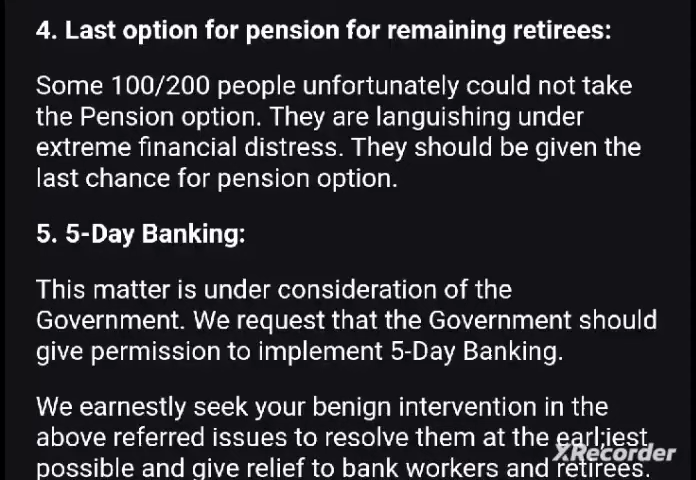 4. Last option for pension for remaining retirees:
Some 100/200 people unfortunately could not take
the Pension option. They are languishing under
extreme financial distress. They should be given the
last chance for pension option.
5. 5-Day Banking:
This matter is under consideration of the
Government. We request that the Government should
give permission to implement 5-Day Banking.
We earnestly seek your benign intervention in the
above referred issues to resolve them at the earl;iest
possible and give relief to bank workers and retirees.
XRecorder